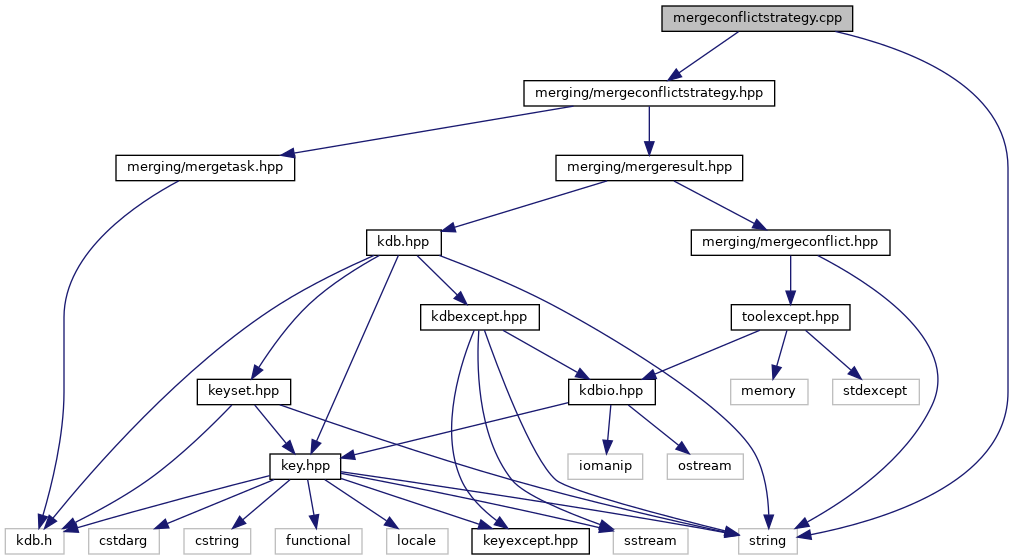 mergeconflictstrategy.cpp
merging/mergeconflictstrategy.hpp
merging/mergetask.hpp
merging/mergeresult.hpp
kdb.hpp
merging/mergeconflict.hpp
kdbexcept.hpp
toolexcept.hpp
keyset.hpp
kdbio.hpp
memory
stdexcept
key.hpp
iomanip
ostream
kdb.h
cstdarg
cstring
functional
locale
keyexcept.hpp
sstream
string